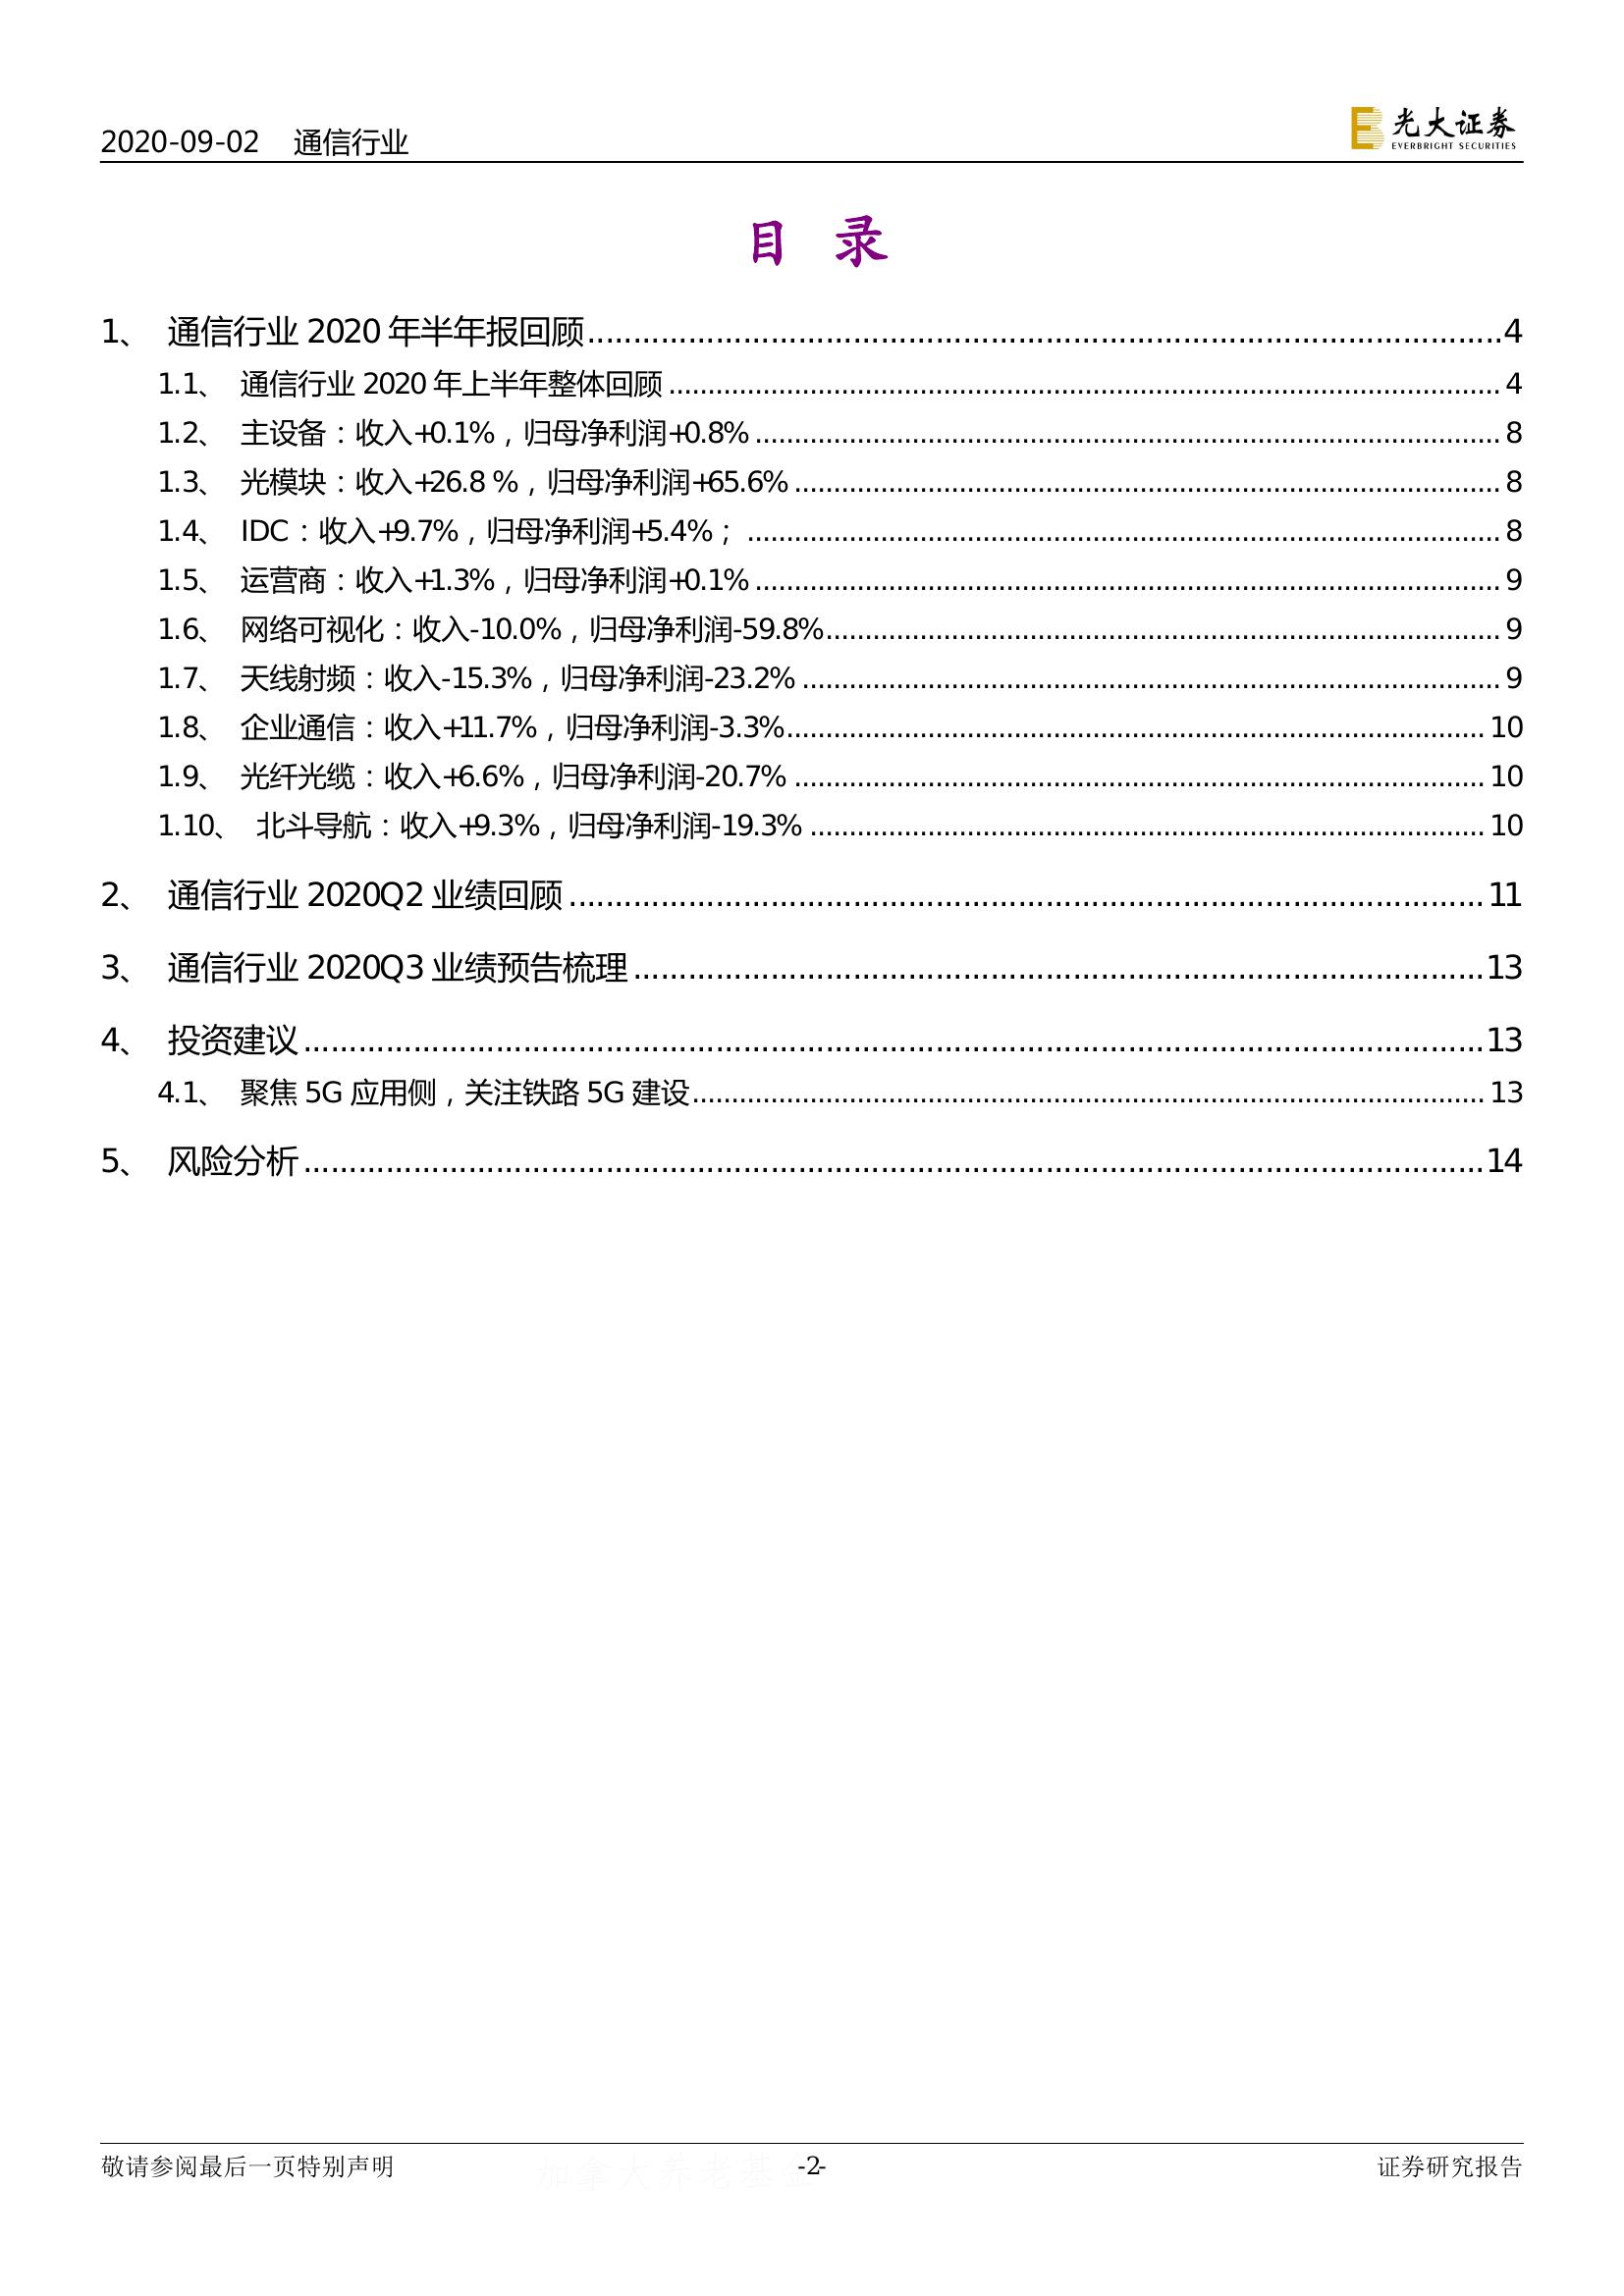 2020-09-02 通信行业
光大证券
EVERBRIGHT SECURITIES
目 录
1、 通信行业 2020 年半年报回顾 4
1.1、 通信行业 2020 年上半年整体回顾 4
1.2、 主设备：收入+0.1%，归母净利润+0.8% 8
1.3、 光模块：收入+26.8 %，归母净利润+65.6% 8
1.4、 IDC：收入+9.7%，归母净利润+5.4%； 8
1.5、 运营商：收入+1.3%，归母净利润+0.1% 9
1.6、 网络可视化：收入-10.0%，归母净利润-59.8% 9
1.7、 天线射频：收入-15.3%，归母净利润-23.2% 9
1.8、 企业通信：收入+11.7%，归母净利润-3.3% 10
1.9、 光纤光缆：收入+6.6%，归母净利润-20.7% 10
1.10、 北斗导航：收入+9.3%，归母净利润-19.3% 10
2、 通信行业 2020Q2 业绩回顾 11
3、 通信行业 2020Q3 业绩预告梳理 13
4、 投资建议 13
4.1、 聚焦 5G 应用侧，关注铁路 5G 建设 13
5、 风险分析 14
敬请参阅最后一页特别声明 -2- 证券研究报告
加拿大养老基金